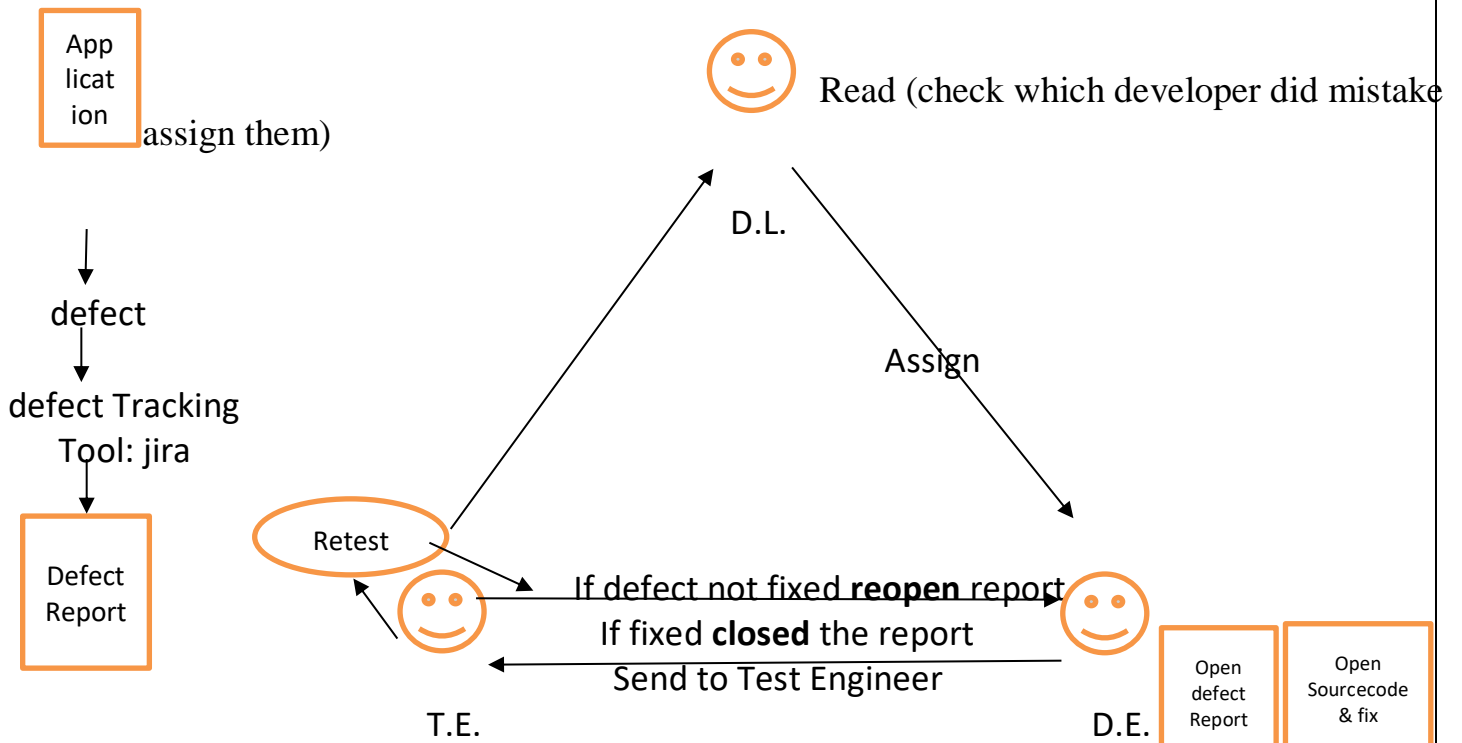 App
licat
ion
Read (check which developer did mistake
assign them)
D.L.
defect
Assign
defect Tracking
Tool: jira
Retest
Defect
Report
If defect not fixed reopen report
If fixed closed the report
Send to Test Engineer
Open
defect
Report
Open
Sourcecode
& fix
T.E.
D.E.